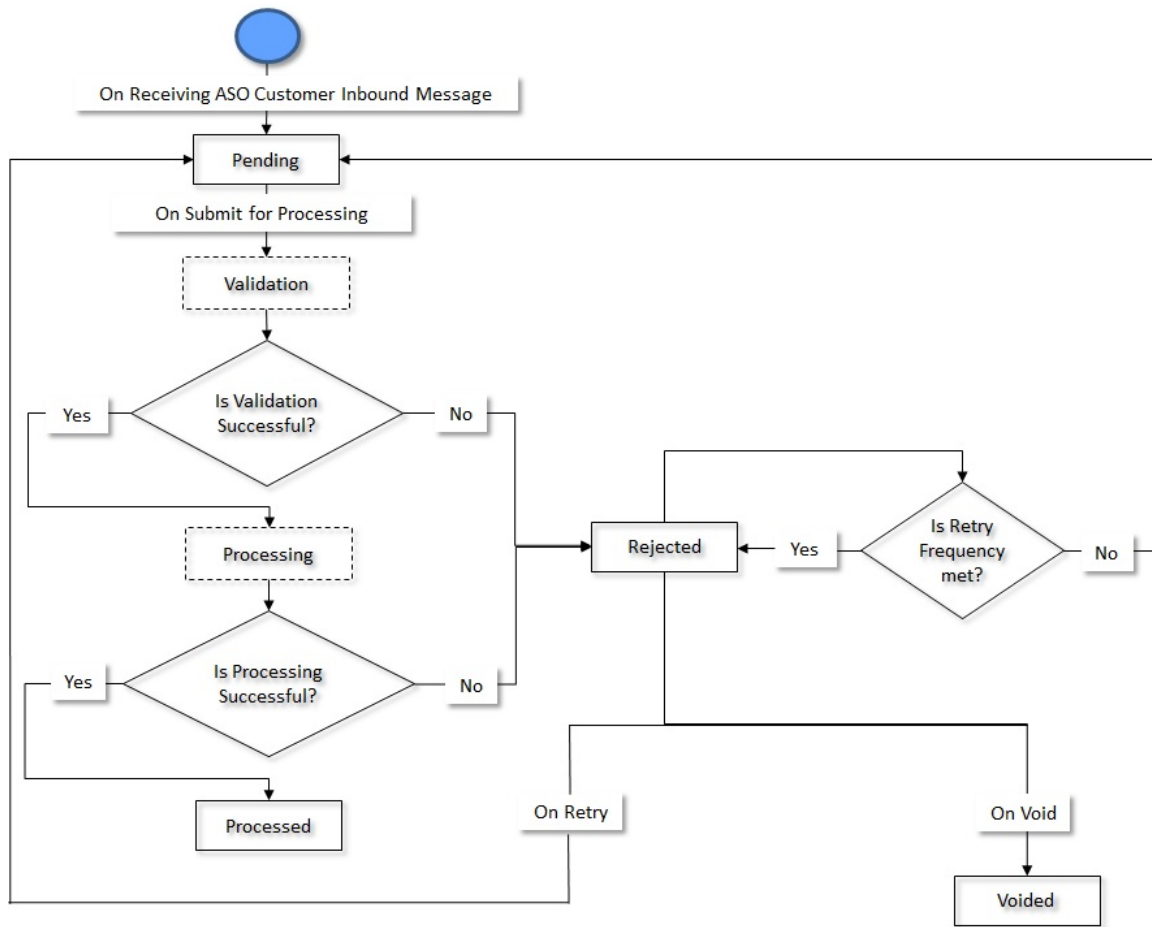 On Receiving ASO Customer Inbound Message
Pending
On Submit for Processing
Validation
Is Validation
Successful?
Yes
No
Processing
Is Processing
Successful?
Yes
No
Processed
Rejected
Yes
Is Retry
Frequency
met?
No
On Retry
On Void
Voided